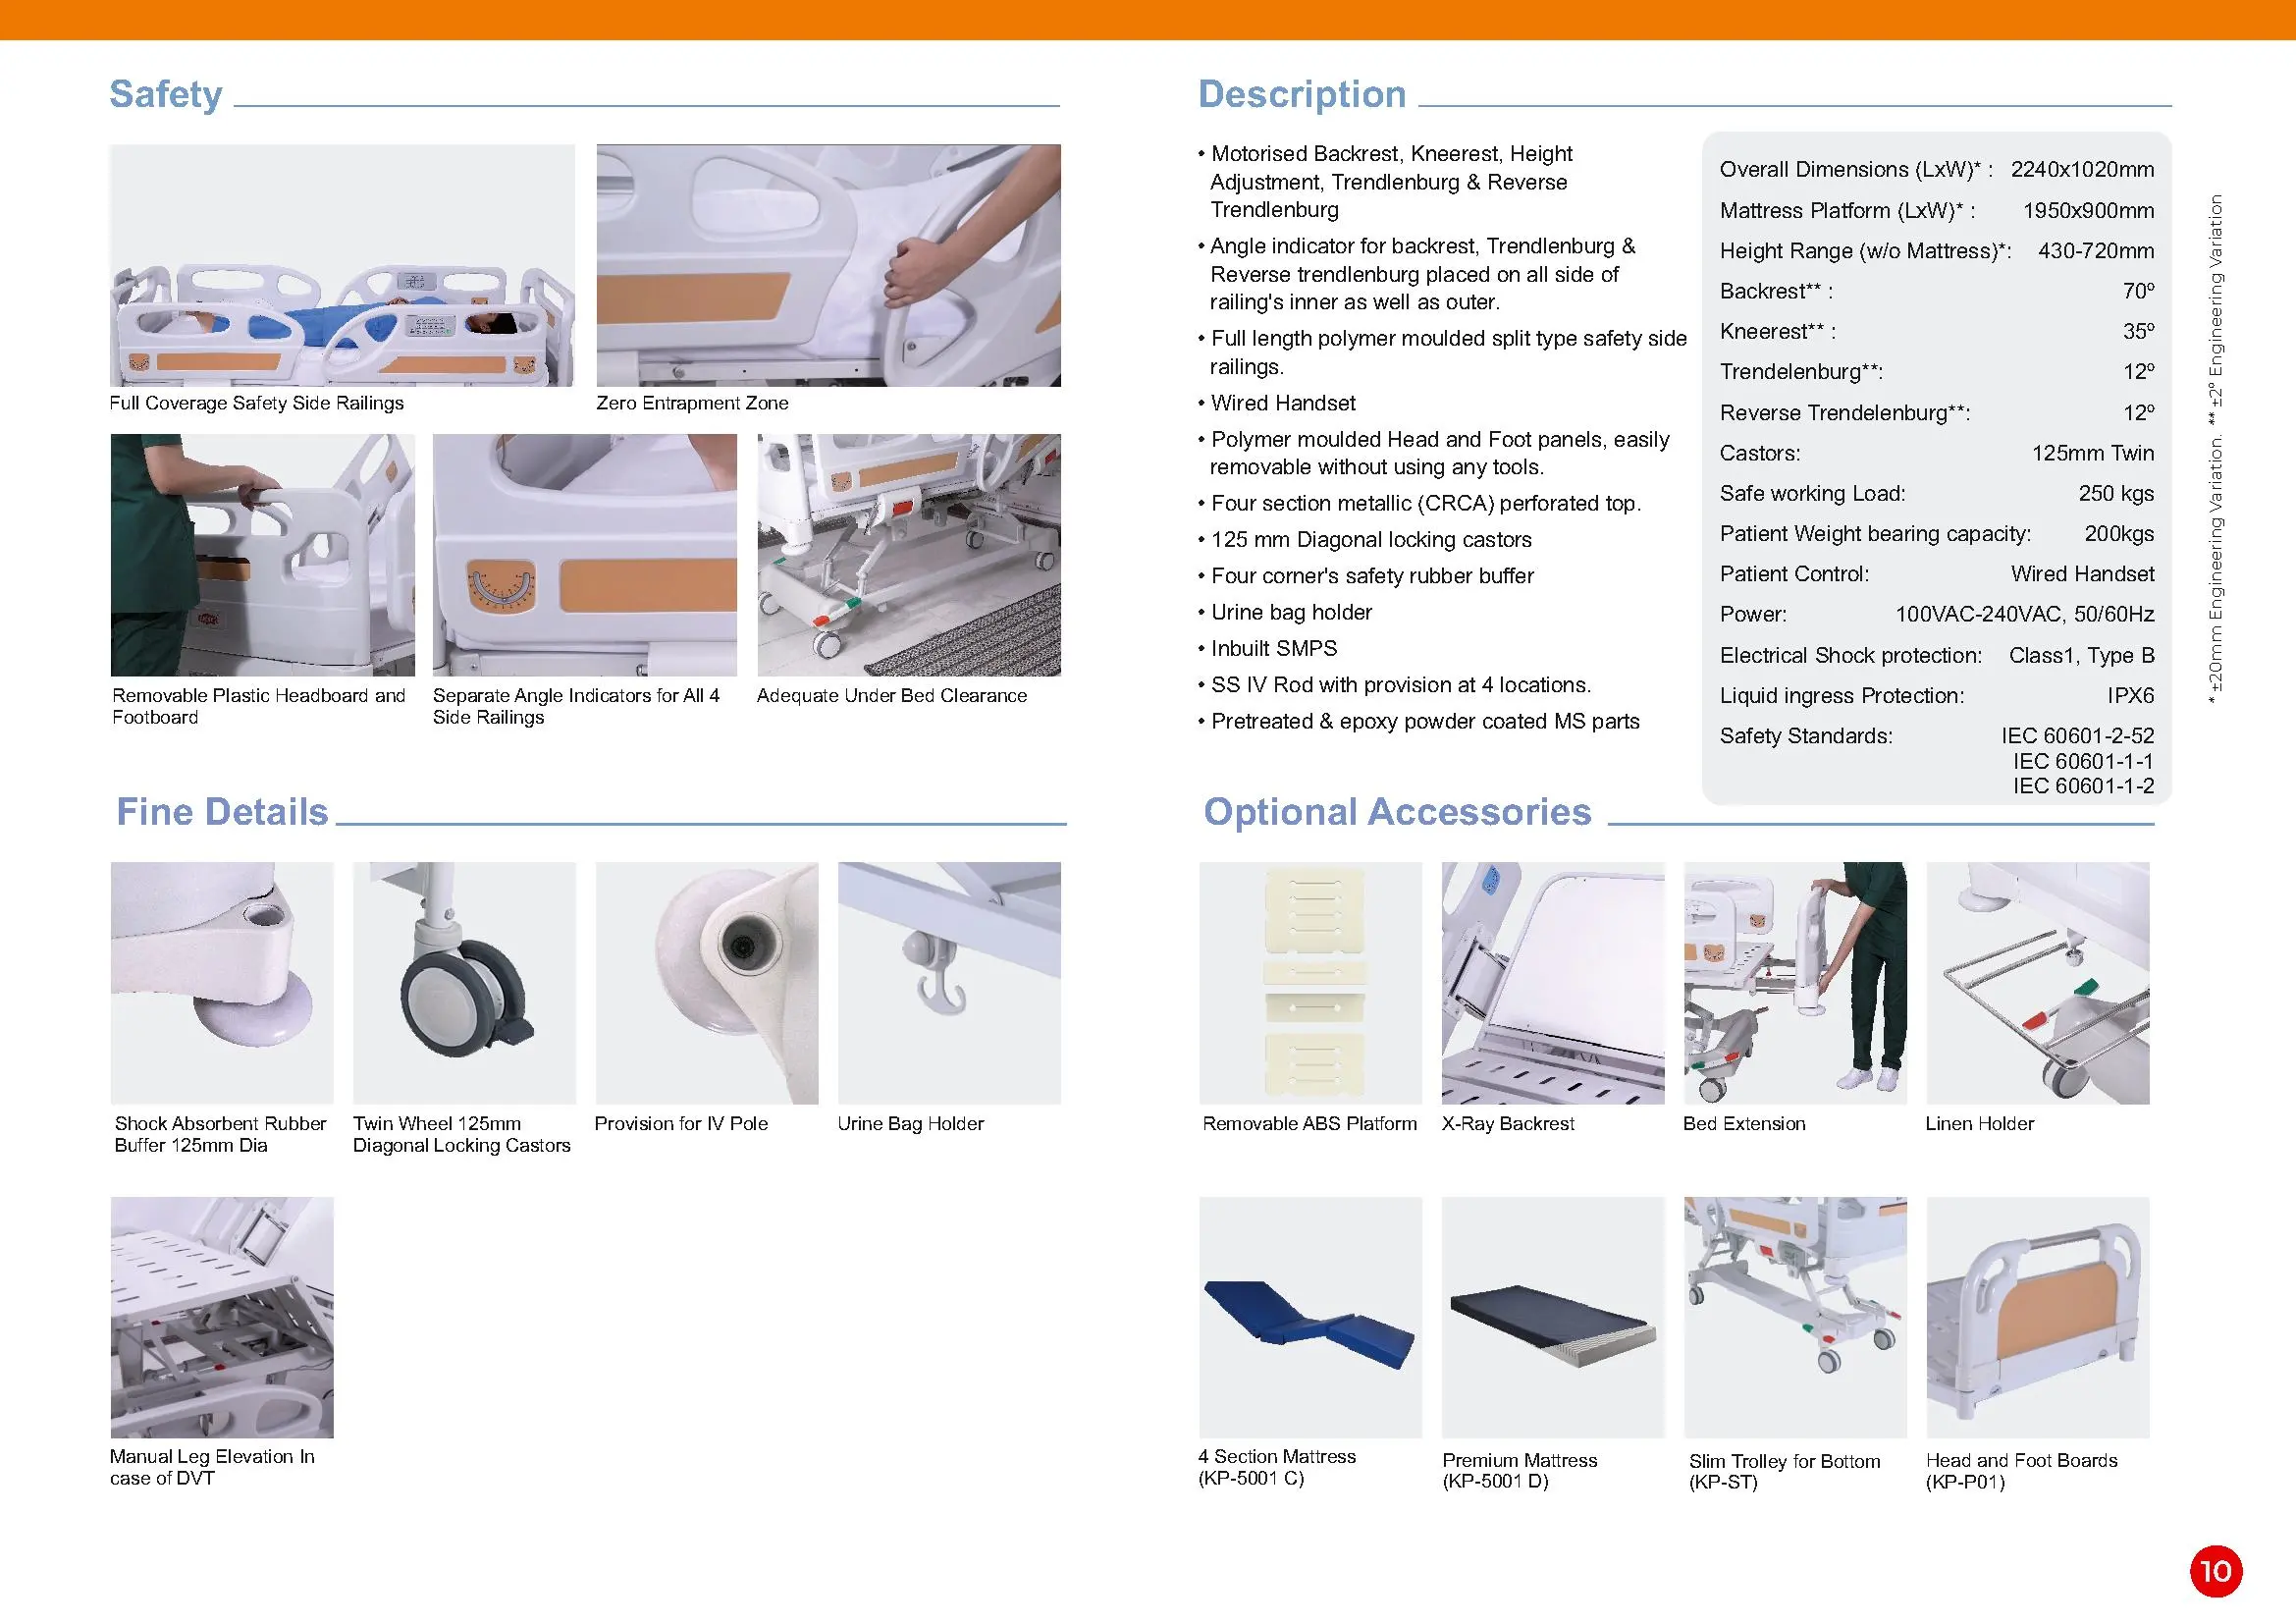 Safety
Full Coverage Safety Side Railings
Zero Entrapment Zone
Removable Plastic Headboard and
Footboard
Separate Angle Indicators for All 4
Side Railings
Adequate Under Bed Clearance
Fine Details
Shock Absorbent Rubber
Buffer 125mm Dia
Twin Wheel 125mm
Diagonal Locking Castors
Provision for IV Pole
Urine Bag Holder
Manual Leg Elevation In
case of DVT
Description
• Motorised Backrest, Kneerest, Height
Adjustment, Trendlenburg & Reverse
Trendlenburg
• Angle indicator for backrest, Trendlenburg &
Reverse trendlenburg placed on all side of
railing's inner as well as outer.
• Full length polymer moulded split type safety side
railings.
• Wired Handset
• Polymer moulded Head and Foot panels, easily
removable without using any tools.
• Four section metallic (CRCA) perforated top.
• 125 mm Diagonal locking castors
• Four corner's safety rubber buffer
• Urine bag holder
• Inbuilt SMPS
• SS IV Rod with provision at 4 locations.
• Pretreated & epoxy powder coated MS parts
Overall Dimensions (LxW)* : 2240x1020mm
Mattress Platform (LxW)* : 1950x900mm
Height Range (w/o Mattress)*: 430-720mm
Backrest** : 70º
Kneerest** : 35º
Trendelenburg**: 12º
Reverse Trendelenburg**: 12º
Castors: 125mm Twin
Safe working Load: 250 kgs
Patient Weight bearing capacity: 200kgs
Patient Control: Wired Handset
Power: 100VAC-240VAC, 50/60Hz
Electrical Shock protection: Class1, Type B
Liquid ingress Protection: IPX6
Safety Standards: IEC 60601-2-52
IEC 60601-1-1
IEC 60601-1-2
* ±20mm Engineering Variation. ** ±2º Engineering Variation
Optional Accessories
Removable ABS Platform
X-Ray Backrest
Bed Extension
Linen Holder
4 Section Mattress
(KP-5001 C)
Premium Mattress
(KP-5001 D)
Slim Trolley for Bottom
(KP-ST)
Head and Foot Boards
(KP-P01)
10